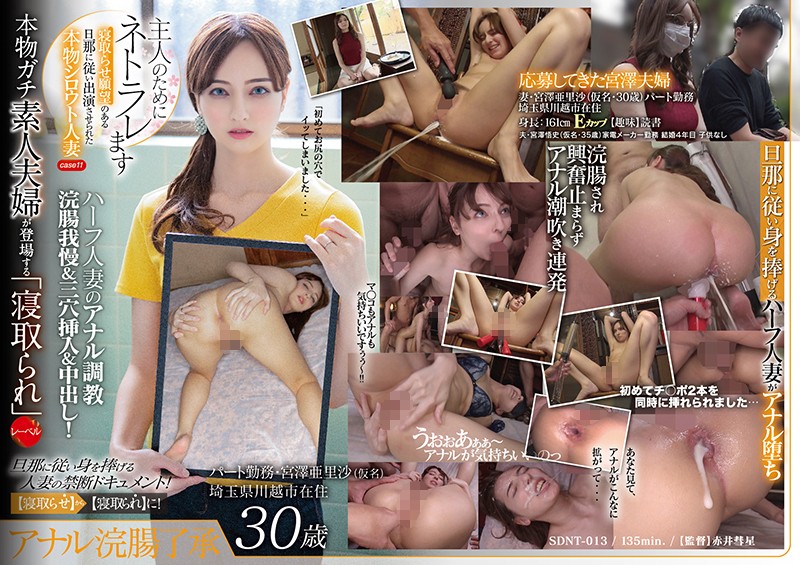 主人のために
ネトラレます
寝取らせ願望のある
旦那に従い出演させられた
本物シロウト人妻
case11
本物ガチ素人夫婦が登場する「寝取られ」
レーベル
ハーフ人妻のアナル調教
浣腸我慢&三穴挿入&中出し!
旦那に従い身を捧げる
人妻の禁断ドキュメント!
【寝取らせ】から【寝取られ】に!
アナル浣腸了承
パート勤務・宮澤亜里沙(仮名)
埼玉県川越市在住
30歳
「初めてお尻の穴で
イッてしまいました・・・」
マ〇コもアナルも
気持ちいいですぅぅ〜!!
応募してきた宮澤夫婦
妻・宮澤亜里沙(仮名・30歳)パート勤務
埼玉県川越市在住
身長:161cm Eカップ【趣味】読書
夫・宮澤悟史(仮名・35歳)家電メーカー勤務 結婚4年目 子供なし
浣腸され
興奮止まらず
アナル潮吹き連発
旦那に従い身を捧げるハーフ人妻がアナル堕ち
初めてチ〇ポ2本を
同時に挿れられました…
うぉぉあぁぁ〜
アナルが気持ちい
のっ
あなた見て、
アナルがこんなに
拡がって・・・
SDNT-013 / 135min. / 【監督】赤井彗星